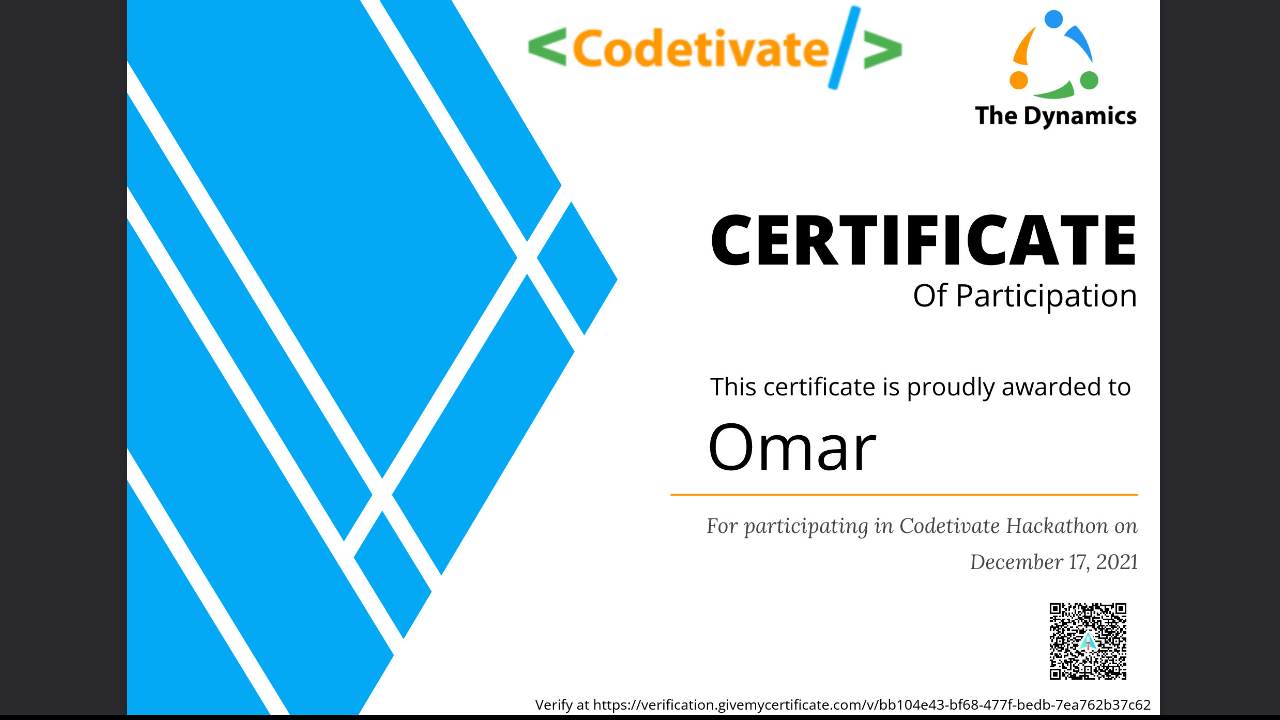 <Codetivate/>
The Dynamics
CERTIFICATE
Of Participation
This certificate is proudly awarded to
Omar
For participating in Codetivate Hackathon on
December 17, 2021
Verify at https://verification.givemycertificate.com/v/bb104e43-bf68-477f-bedb-7ea762b37c62